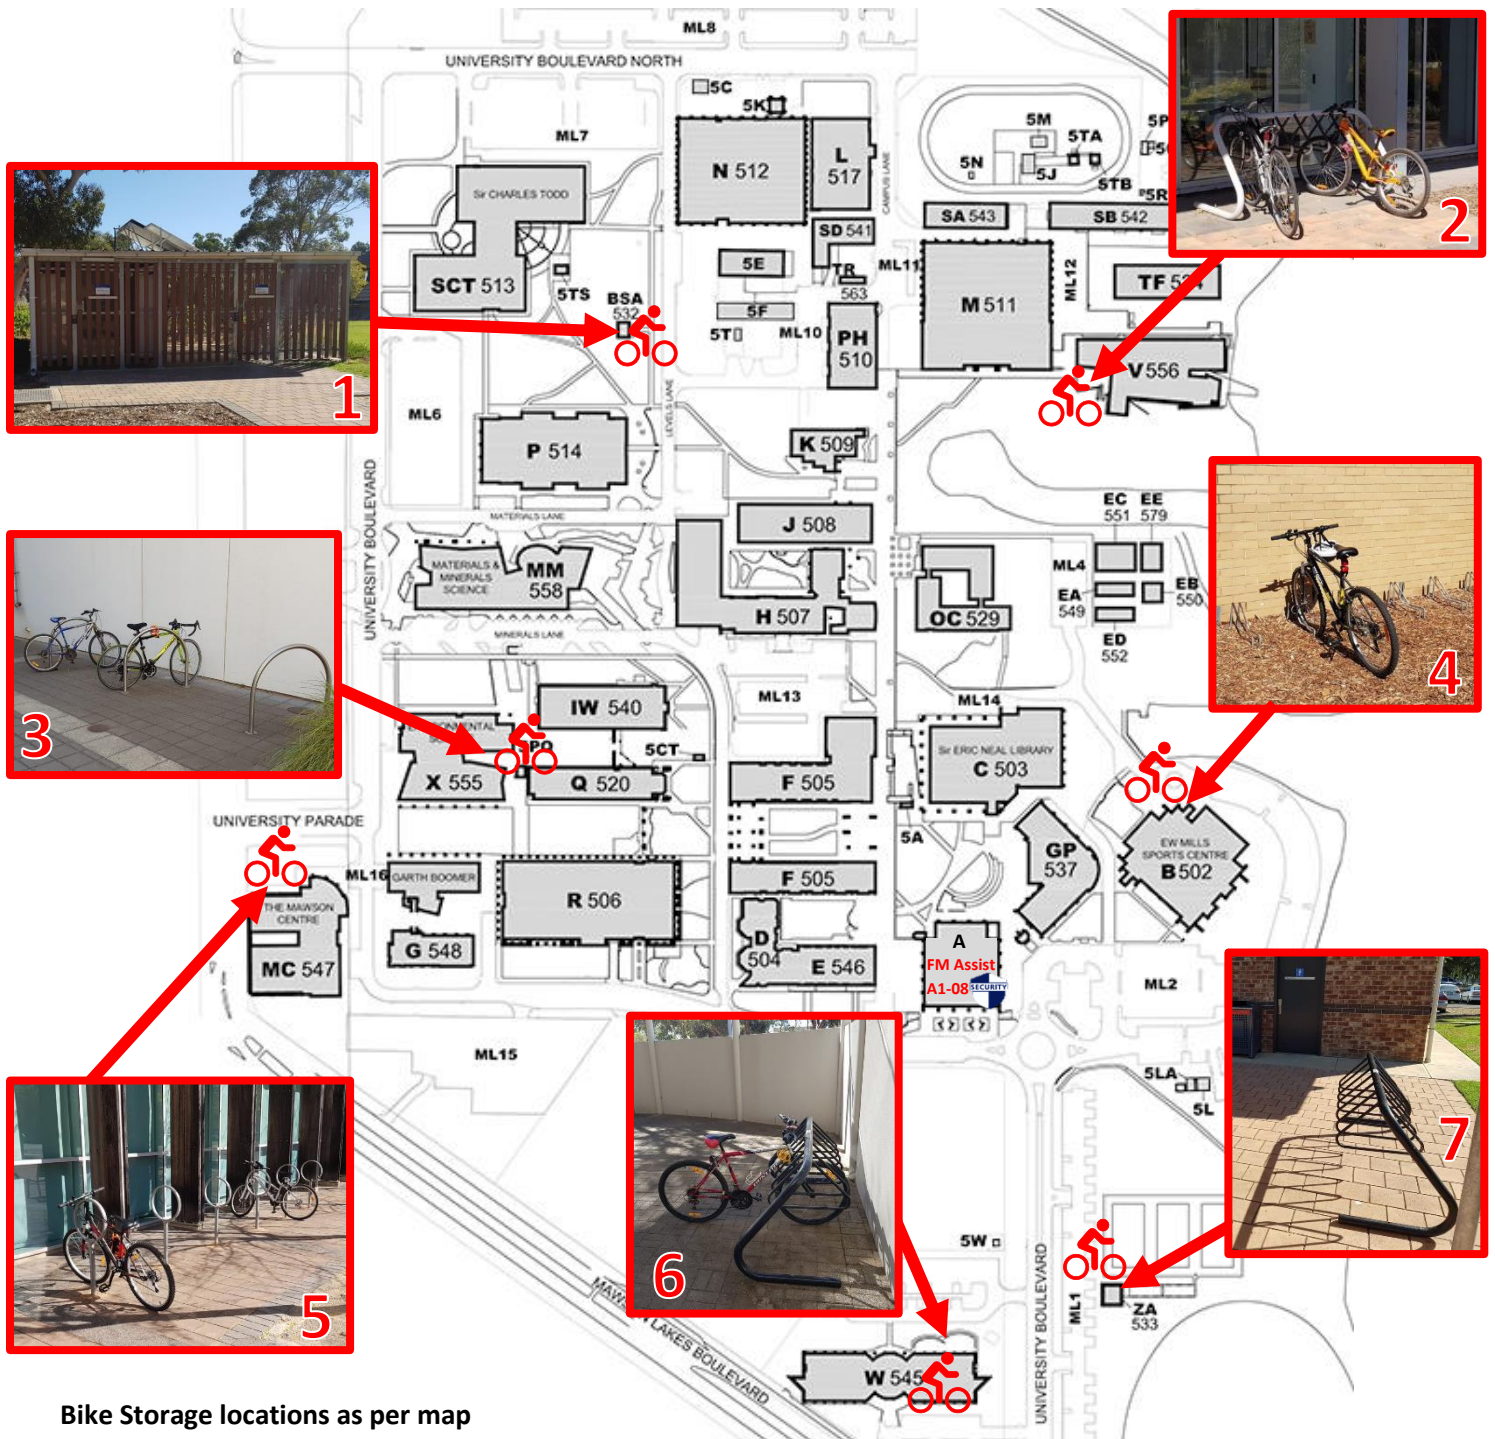 ML8
UNIVERSITY BOULEVARD NORTH
5C
5K
ML7
5M
5TA
5N
5J
5TB
5P
5R
N 512
L
517
CAMPUS LANE
Sir CHARLES TODD
SCT 513
5TS
BSA
532
SD 541
5E
TR
563
5F
5T
ML10
PH
510
ML11
SA 543
SB 542
M 511
ML12
TF
V 556
1
2
ML6
P 514
LEVELS LANE
K 509
UNIVERSITY BOULEVARD
MATERIALS LANE
J 508
EC
551
EE
579
ML4
EA
549
EB
550
ED
552
MATERIALS &
MINERALS
SCIENCE
MM
558
H 507
OC 529
MINERALS LANE
3
4
IW 540
ML13
ML14
5CT
X 555
Q 520
F 505
Sir ERIC NEAL LIBRARY
C 503
5A
UNIVERSITY PARADE
ML16
GARTH BOOMER
R 506
F 505
GP
537
EW MILLS
SPORTS CENTRE
B 502
THE MAWSON
CENTRE
MC 547
G 548
D
504
E 546
A
FM Assist
A1-08
SECURITY
ML2
ML15
5LA
5L
5
6
7
5W
UNIVERSITY BOULEVARD
ML1
ZA
533
LAKES BOULEVARD
W 545
Bike Storage locations as per map